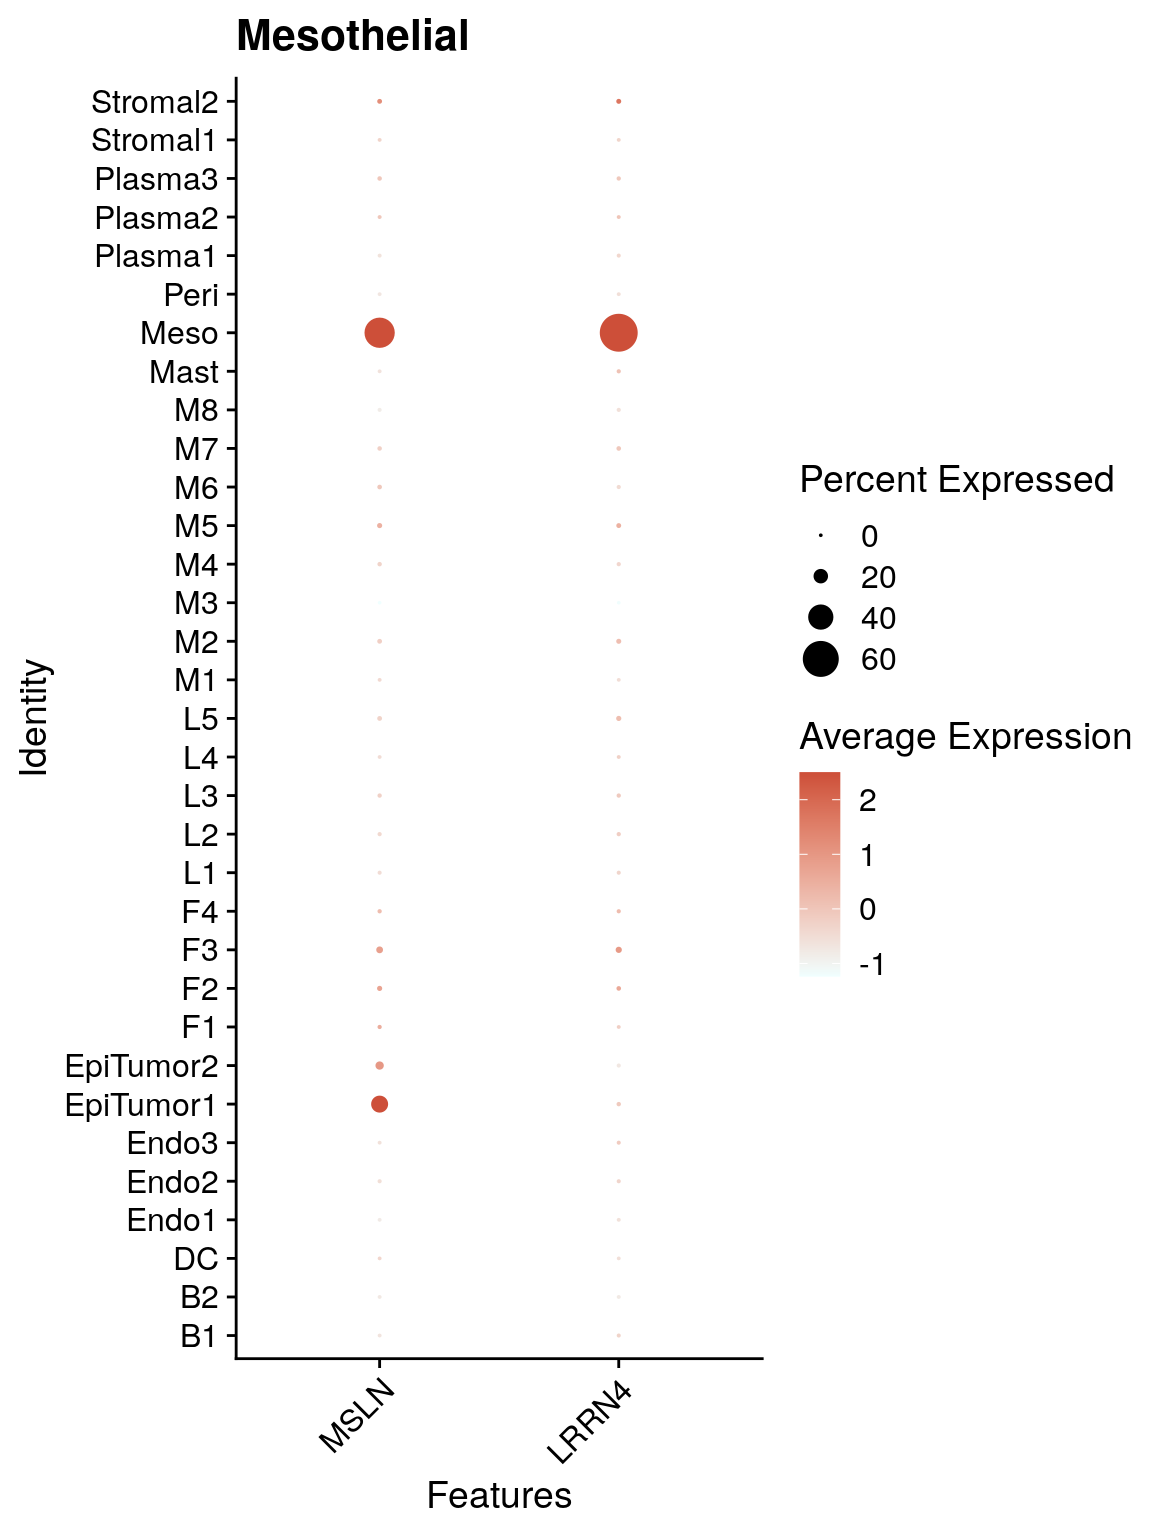 Mesothelial
Stromal2
Stromal1
Plasma3
Plasma2
Plasma1
Peri
Meso
Mast
M8
M7
M6
M5
M4
M3
M2
M1
L5
L4
L3
L2
L1
F4
F3
F2
F1
EpiTumor2
EpiTumor1
Endo3
Endo2
Endo1
DC
B2
B1
Identity
MSLN
LRRN4
Features
Percent Expressed
0
20
40
60
Average Expression
2
1
0
-1